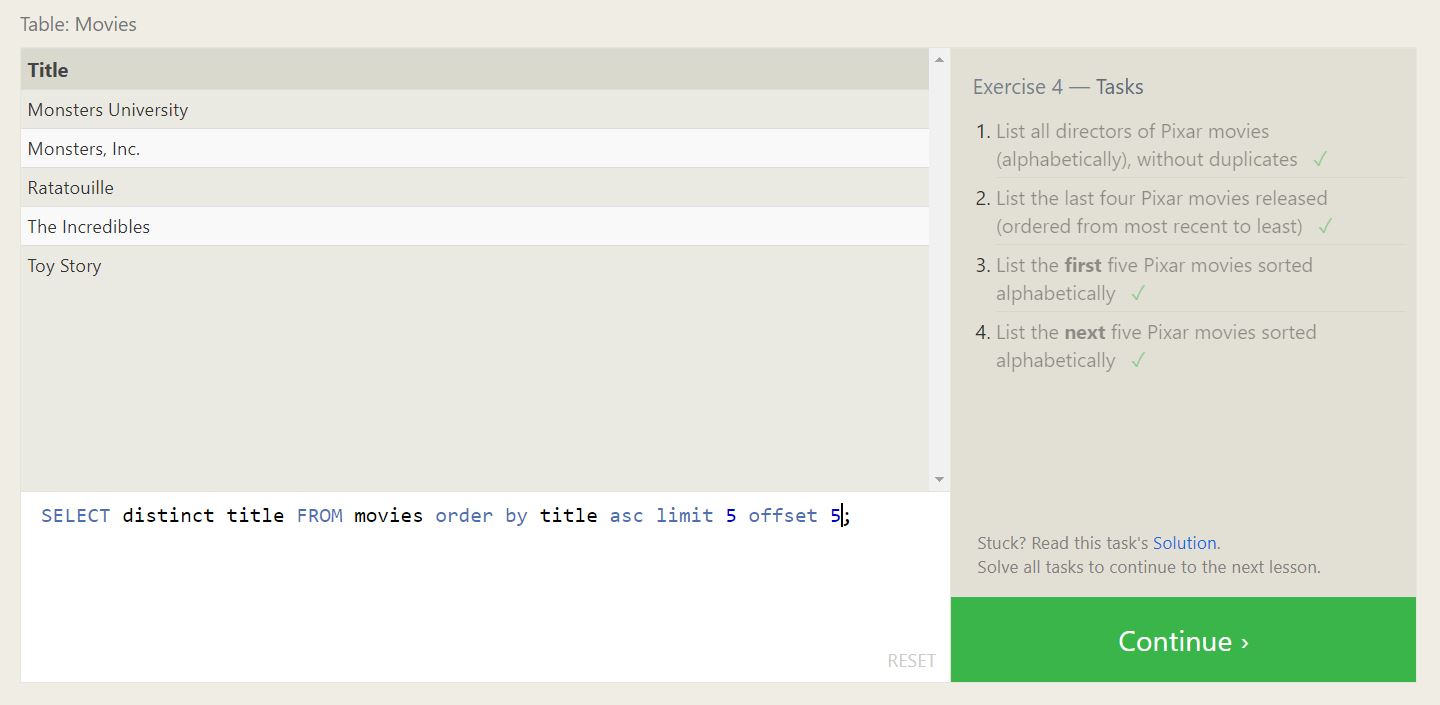 Table: Movies
Title
Monsters University
Monsters, Inc.
Ratatouille
The Incredibles
Toy Story
SELECT distinct title FROM movies order by title asc limit 5 offset 5;
RESET
Exercise 4 — Tasks
1. List all directors of Pixar movies
(alphabetically), without duplicates ✓
2. List the last four Pixar movies released
(ordered from most recent to least) ✓
3. List the first five Pixar movies sorted
alphabetically ✓
4. List the next five Pixar movies sorted
alphabetically ✓
Stuck? Read this task's Solution.
Solve all tasks to continue to the next lesson.
Continue ›